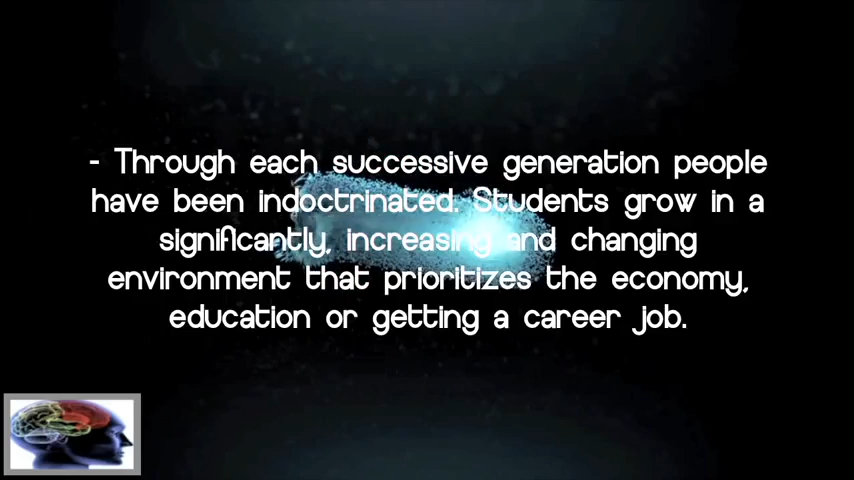 - Through each successive generation people
have been indoctrinated. Students grow in a
significantly, increasing and changing
environment that prioritizes the economy,
education or getting a career job.